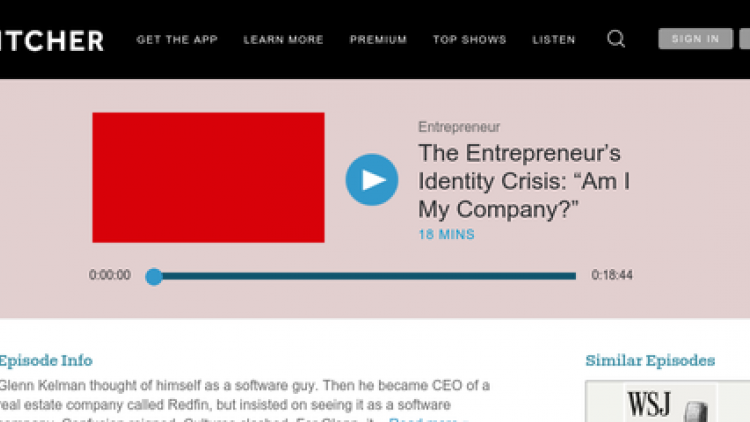 ITCHER
GET THE APP LEARN MORE PREMIUM TOP SHOWS LISTEN SIGN IN
Entrepreneur
The Entrepreneur's
Identity Crisis: “Am I
My Company?”
18 MINS
0:00:00 0:18:44
Episode Info
Glenn Kelman thought of himself as a software guy. Then he became CEO of a
real estate company called Redfin, but insisted on seeing it as a software
Similar Episodes
WSJ